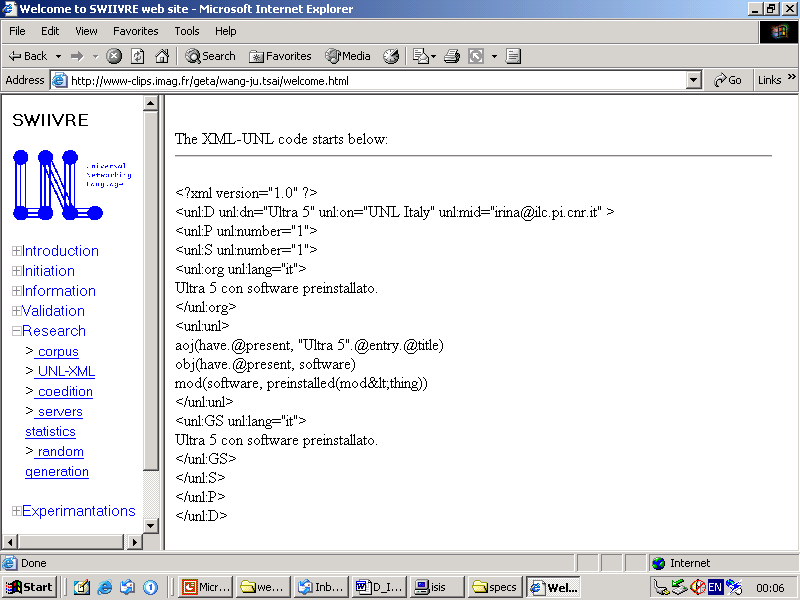 Welcome to SWIIVRE web site - Microsoft Internet Explorer
File Edit View Favorites Tools Help
Back Search Favorites Media
Address http://www-clips.imag.fr/geta/wang-ju.tsai/welcome.html Go Links »
SWIIVRE
Universal
Networking
Language
Introduction
Initiation
Information
Validation
Research
> corpus
> UNL-XML
> coedition
> servers
statistics
> random
generation
Experimantations
The XML-UNL code starts below:
<?xml version="1.0" ?>
<unl:D unl:dn="Ultra 5" unl:on="UNL Italy" unl:mid="irina@ilc.pi.cnr.it" >
<unl:P unl:number="1">
<unl:S unl:number="1">
<unl:org unl:lang="it">
Ultra 5 con software preinstallato.
</unl:org>
<unl:unl>
aoj(have.@present, "Ultra 5".@entry.@title)
obj(have.@present, software)
mod(software, preinstalled(mod&lt;thing))
</unl:unl>
<unl:GS unl:lang="it">
Ultra 5 con software preinstallato.
</unl:GS>
</unl:S>
</unl:P>
</unl:D>
Done Internet
Start Micr... we... Inb... D_I... isis specs Wel... EN 00:06